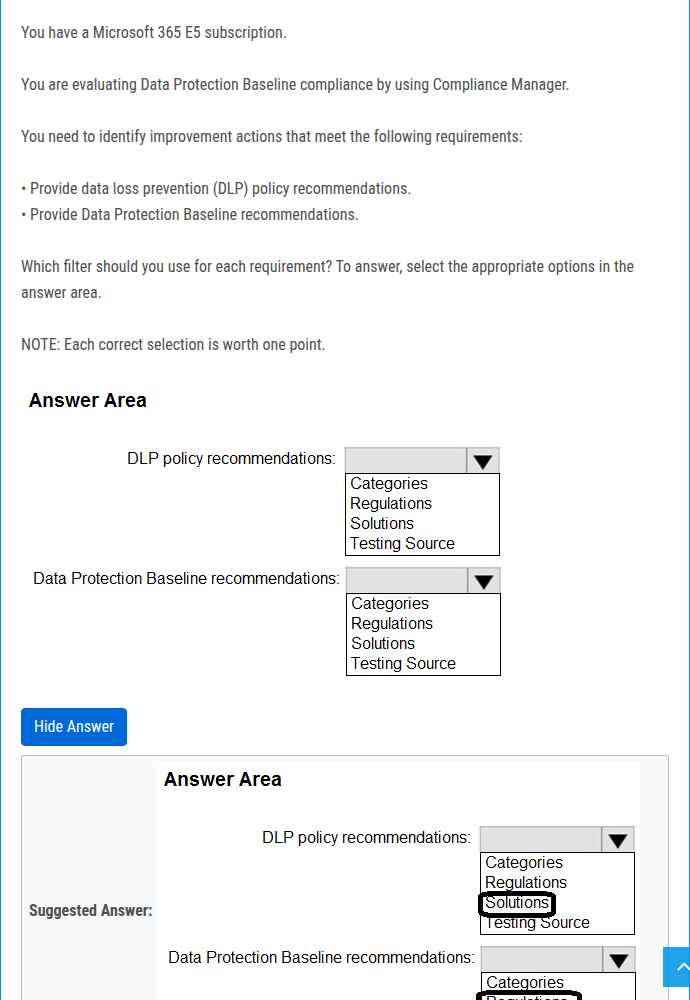 You have a Microsoft 365 E5 subscription.
You are evaluating Data Protection Baseline compliance by using Compliance Manager.
You need to identify improvement actions that meet the following requirements:
• Provide data loss prevention (DLP) policy recommendations.
• Provide Data Protection Baseline recommendations.
Which filter should you use for each requirement? To answer, select the appropriate options in the
answer area.
NOTE: Each correct selection is worth one point.
Answer Area
DLP policy recommendations:
Categories
Regulations
Solutions
Testing Source
Data Protection Baseline recommendations:
Categories
Regulations
Solutions
Testing Source
Hide Answer
Suggested Answer:
Answer Area
DLP policy recommendations:
Categories
Regulations
Solutions
Testing Source
Data Protection Baseline recommendations:
Categories
Regulations